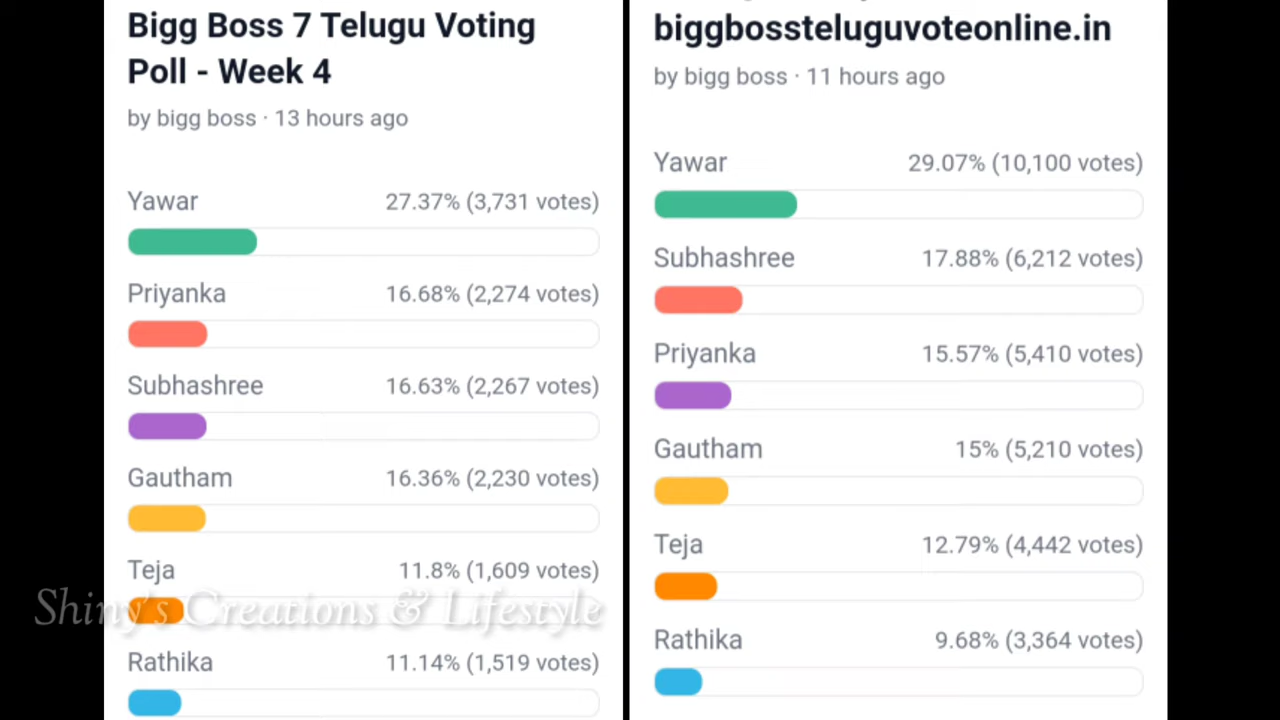 Bigg Boss 7 Telugu Voting
Poll - Week 4
by bigg boss · 13 hours ago
Yawar 27.37% (3,731 votes)
Priyanka 16.68% (2,274 votes)
Subhashree 16.63% (2,267 votes)
Gautham 16.36% (2,230 votes)
Teja 11.8% (1,609 votes)
Shiny's Creations & Lifestyle
Rathika 11.14% (1,519 votes)
biggbossteluguvoteonline.in
by bigg boss · 11 hours ago
Yawar 29.07% (10,100 votes)
Subhashree 17.88% (6,212 votes)
Priyanka 15.57% (5,410 votes)
Gautham 15% (5,210 votes)
Teja 12.79% (4,442 votes)
Rathika 9.68% (3,364 votes)